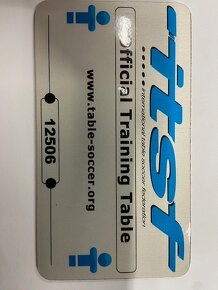 itsf
international table soccer federation
Official Training Table
www.table-soccer.org
12506